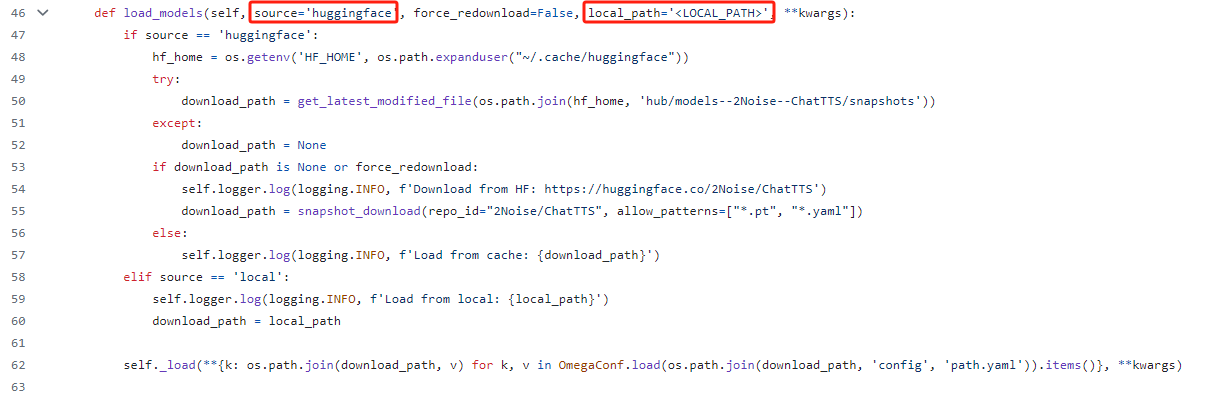 46 def load_models(self, source='huggingface', force_redownload=False, local_path='<LOCAL_PATH>', **kwargs):
47 if source == 'huggingface':
48 hf_home = os.getenv('HF_HOME', os.path.expanduser("~/.cache/huggingface"))
49 try:
50 download_path = get_latest_modified_file(os.path.join(hf_home, 'hub/models--2Noise--ChatTTS/snapshots'))
51 except:
52 download_path = None
53 if download_path is None or force_redownload:
54 self.logger.log(logging.INFO, f'Download from HF: https://huggingface.co/2Noise/ChatTTS')
55 download_path = snapshot_download(repo_id="2Noise/ChatTTS", allow_patterns=["*.pt", "*.yaml"])
56 else:
57 self.logger.log(logging.INFO, f'Load from cache: {download_path}')
58 elif source == 'local':
59 self.logger.log(logging.INFO, f'Load from local: {local_path}')
60 download_path = local_path
61
62 self._load(**{k: os.path.join(download_path, v) for k, v in OmegaConf.load(os.path.join(download_path, 'config', 'path.yaml')).items()}, **kwargs)
63